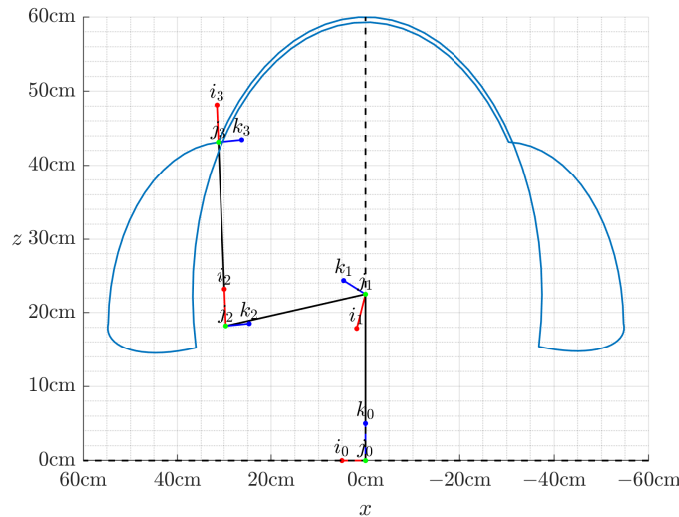 60cm
50cm
i₃
j₃ k₃
40cm
z 30cm
i₂ k₁ j₁
20cm j₂ k₂ i₁
10cm
k₀
0cm i₀ j₀
60cm 40cm 20cm 0cm −20cm −40cm −60cm
x